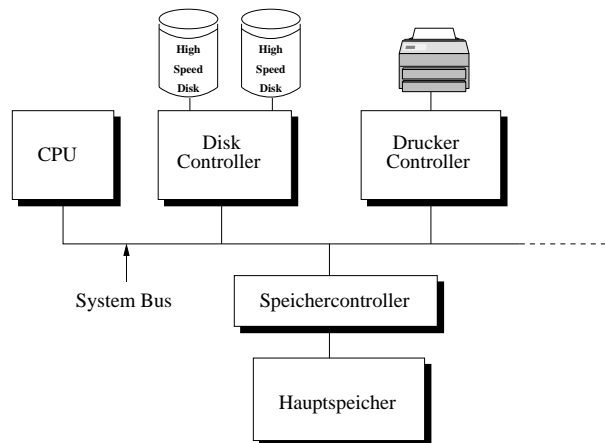 High
Speed
Disk
High
Speed
Disk
CPU
Disk
Controller
Drucker
Controller
System Bus
Speichercontroller
Hauptspeicher